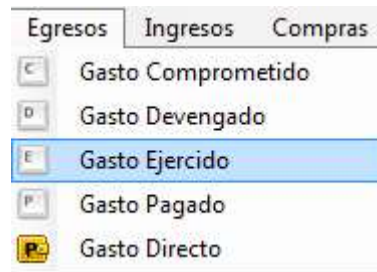 Egresos Ingresos Compras
C Gasto Comprometido
D Gasto Devengado
E Gasto Ejercido
P Gasto Pagado
P Gasto Directo